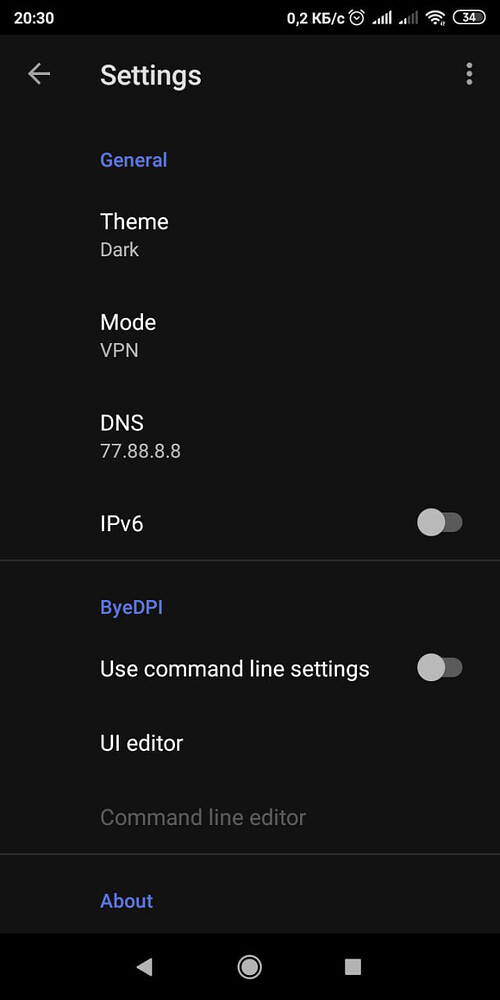 20:30 0,2 КБ/с 34
Settings
General
Theme
Dark
Mode
VPN
DNS
77.88.8.8
IPv6
ByeDPI
Use command line settings
UI editor
Command line editor
About